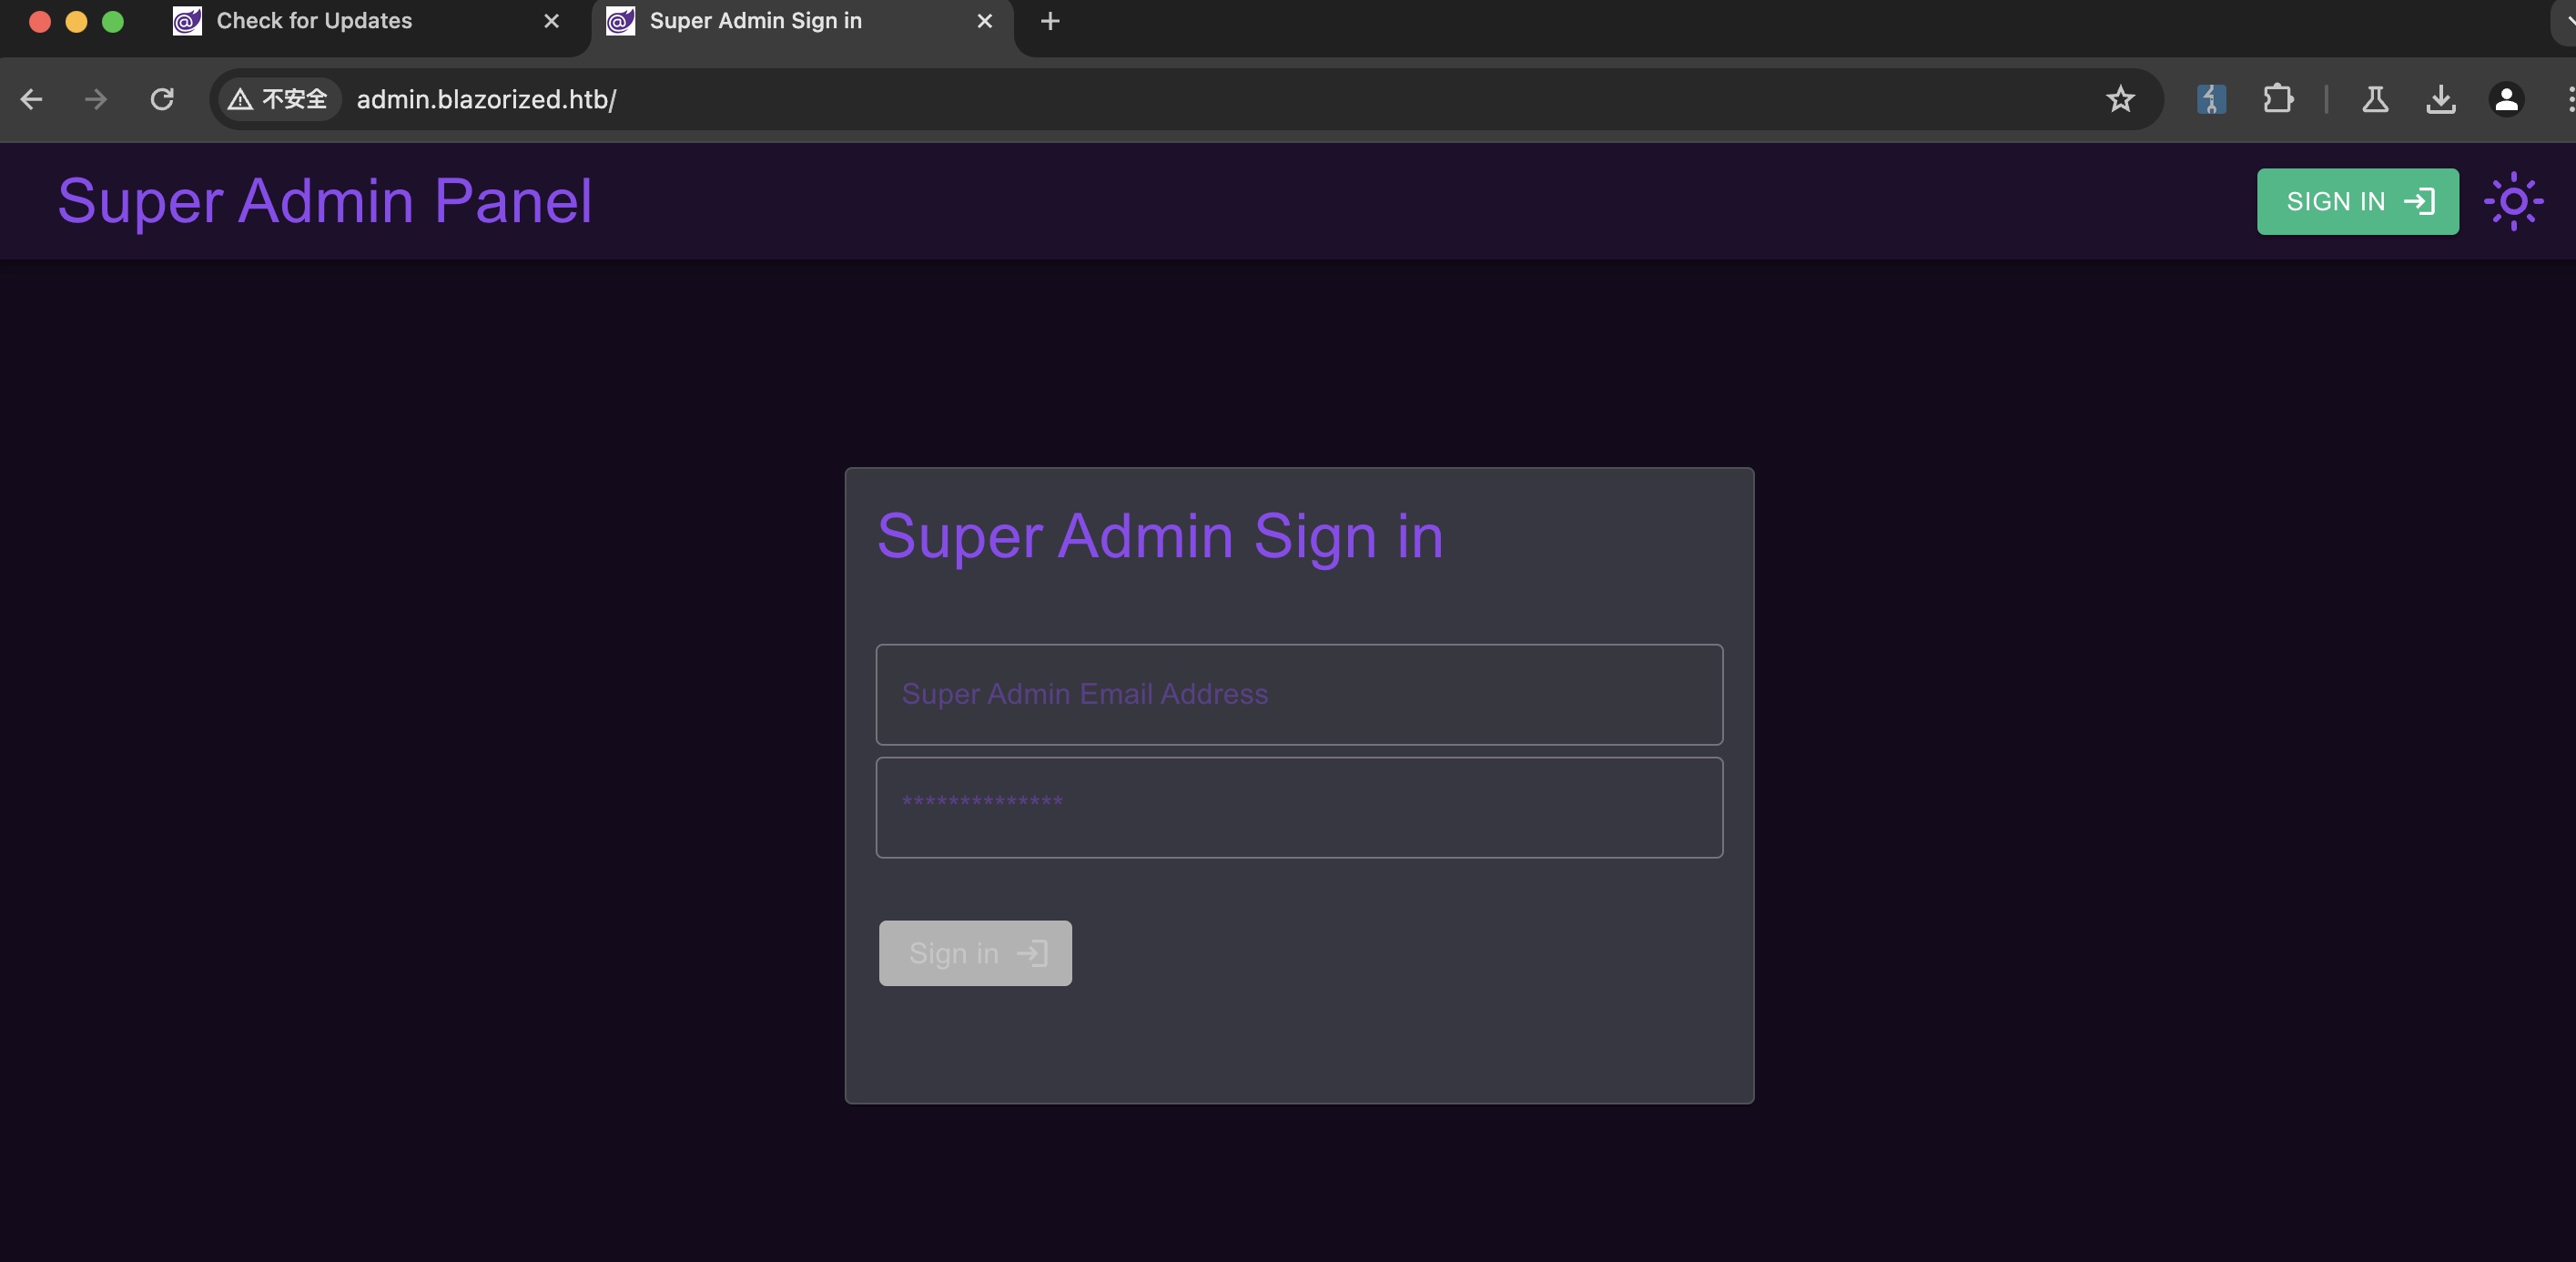 Check for Updates
Super Admin Sign in
不安全 admin.blazorized.htb/
Super Admin Panel
SIGN IN
Super Admin Sign in
Super Admin Email Address
**************
Sign in